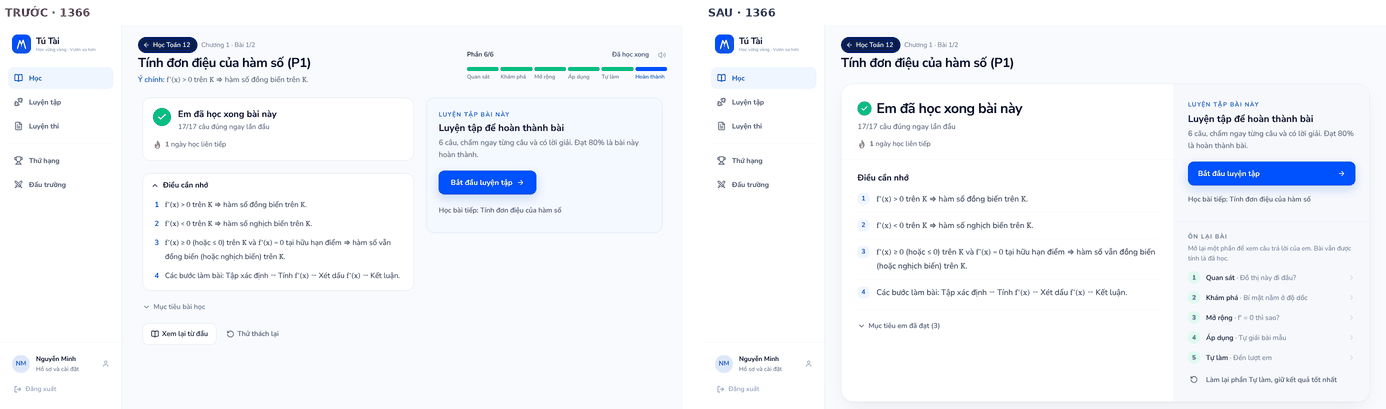 TRƯỚC · 1366
Tú Tài
Học vững vàng · Vươn xa hơn
Học
Luyện tập
Luyện thi
Thứ hạng
Đấu trường
NM
Nguyễn Minh
Hồ sơ và cài đặt
Đăng xuất
← Học Toán 12
Chương 1 · Bài 1/2
Tính đơn điệu của hàm số (P1)
Ý chính: f'(x) > 0 trên K ⇒ hàm số đồng biến trên K.
Phần 6/6
Đã học xong
Quan sát
Khám phá
Mở rộng
Áp dụng
Tự làm
Hoàn thành
Em đã học xong bài này
17/17 câu đúng ngay lần đầu
1 ngày học liên tiếp
Điều cần nhớ
1 f'(x) > 0 trên K ⇒ hàm số đồng biến trên K.
2 f'(x) < 0 trên K ⇒ hàm số nghịch biến trên K.
3 f'(x) ≥ 0 (hoặc ≤ 0) trên K và f'(x) = 0 tại hữu hạn điểm ⇒ hàm số vẫn
đồng biến (hoặc nghịch biến) trên K.
4 Các bước làm bài: Tập xác định → Tính f'(x) → Xét dấu f'(x) → Kết luận.
Mục tiêu bài học
Xem lại từ đầu
Thử thách lại
LUYỆN TẬP BÀI NÀY
Luyện tập để hoàn thành bài
6 câu, chấm ngay từng câu và có lời giải. Đạt 80% là bài này
hoàn thành.
Bắt đầu luyện tập →
Học bài tiếp: Tính đơn điệu của hàm số
SAU · 1366
Tú Tài
Học vững vàng · Vươn xa hơn
Học
Luyện tập
Luyện thi
Thứ hạng
Đấu trường
NM
Nguyễn Minh
Hồ sơ và cài đặt
Đăng xuất
← Học Toán 12
Chương 1 · Bài 1/2
Tính đơn điệu của hàm số (P1)
Em đã học xong bài này
17/17 câu đúng ngay lần đầu
1 ngày học liên tiếp
Điều cần nhớ
1 f'(x) > 0 trên K ⇒ hàm số đồng biến trên K.
2 f'(x) < 0 trên K ⇒ hàm số nghịch biến trên K.
3 f'(x) ≥ 0 (hoặc ≤ 0) trên K và f'(x) = 0 tại hữu hạn điểm ⇒ hàm số vẫn đồng biến
(hoặc nghịch biến) trên K.
4 Các bước làm bài: Tập xác định → Tính f'(x) → Xét dấu f'(x) → Kết luận.
Mục tiêu em đã đạt (3)
LUYỆN TẬP BÀI NÀY
Luyện tập để hoàn thành bài
6 câu, chấm ngay từng câu và có lời giải. Đạt 80%
là hoàn thành bài.
Bắt đầu luyện tập →
Học bài tiếp: Tính đơn điệu của hàm số
ÔN LẠI BÀI
Mở lại một phần để xem câu trả lời của em. Bài vẫn được
tính là đã học.
1 Quan sát · Đồ thị này đi đâu?
2 Khám phá · Bí mật nằm ở độ dốc
3 Mở rộng · f' = 0 thì sao?
4 Áp dụng · Tự giải bài mẫu
5 Tự làm · Đến lượt em
Làm lại phần Tự làm, giữ kết quả tốt nhất